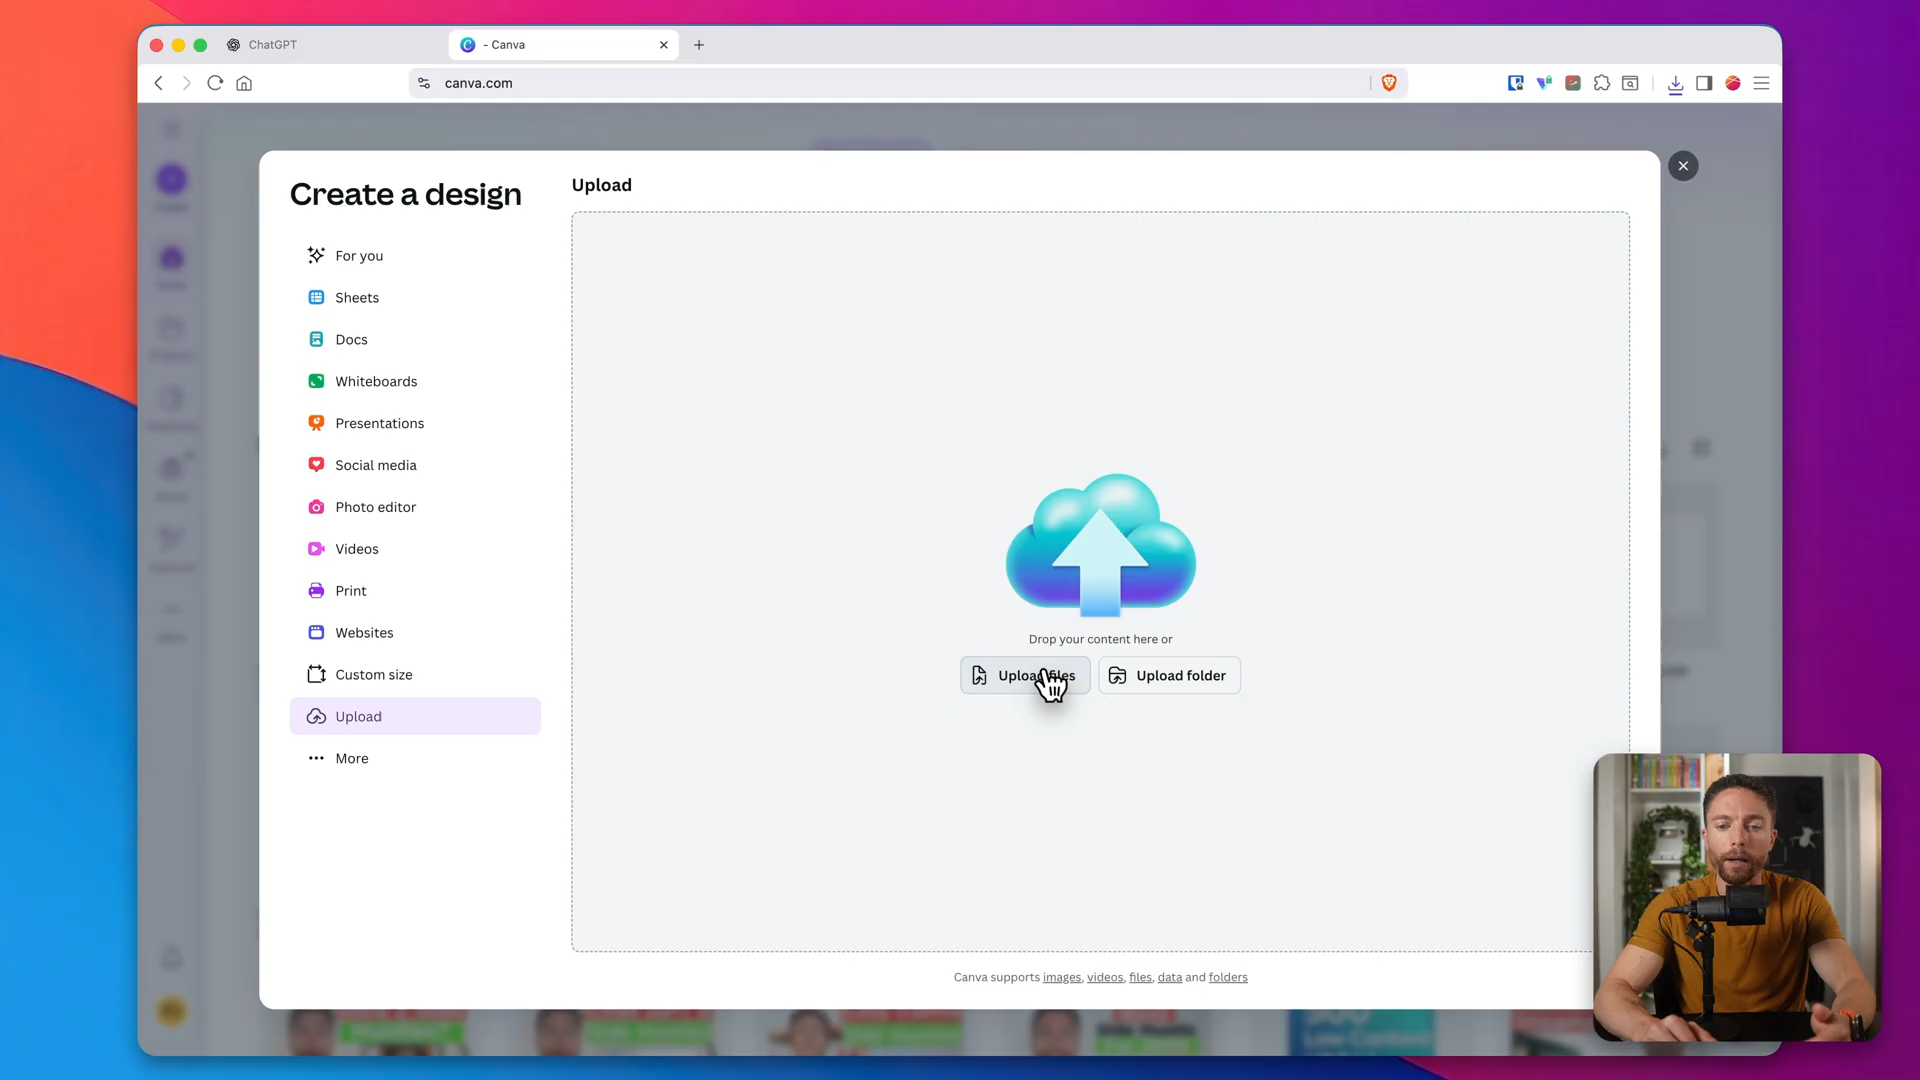 ChatGPT
- Canva
canva.com
Create a design
Upload
For you
Sheets
Docs
Whiteboards
Presentations
Social media
Photo editor
Videos
Print
Websites
Custom size
Upload
More
Drop your content here or
Upload files
Upload folder
Canva supports images, videos, files, data and folders